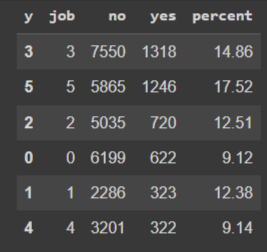 y job no yes percent
3 3 7550 1318 14.86
5 5 5865 1246 17.52
2 2 5035 720 12.51
0 0 6199 622 9.12
1 1 2286 323 12.38
4 4 3201 322 9.14